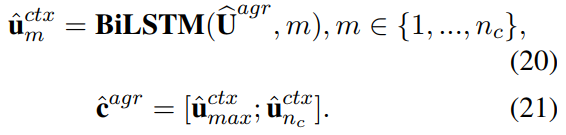 û_m^{ctx} = BiLSTM(Û^{agr}, m), m ∈ {1, ..., n_c},
(20)
ĉ^{agr} = [û_{max}^{ctx}; û_{n_c}^{ctx}]. (21)